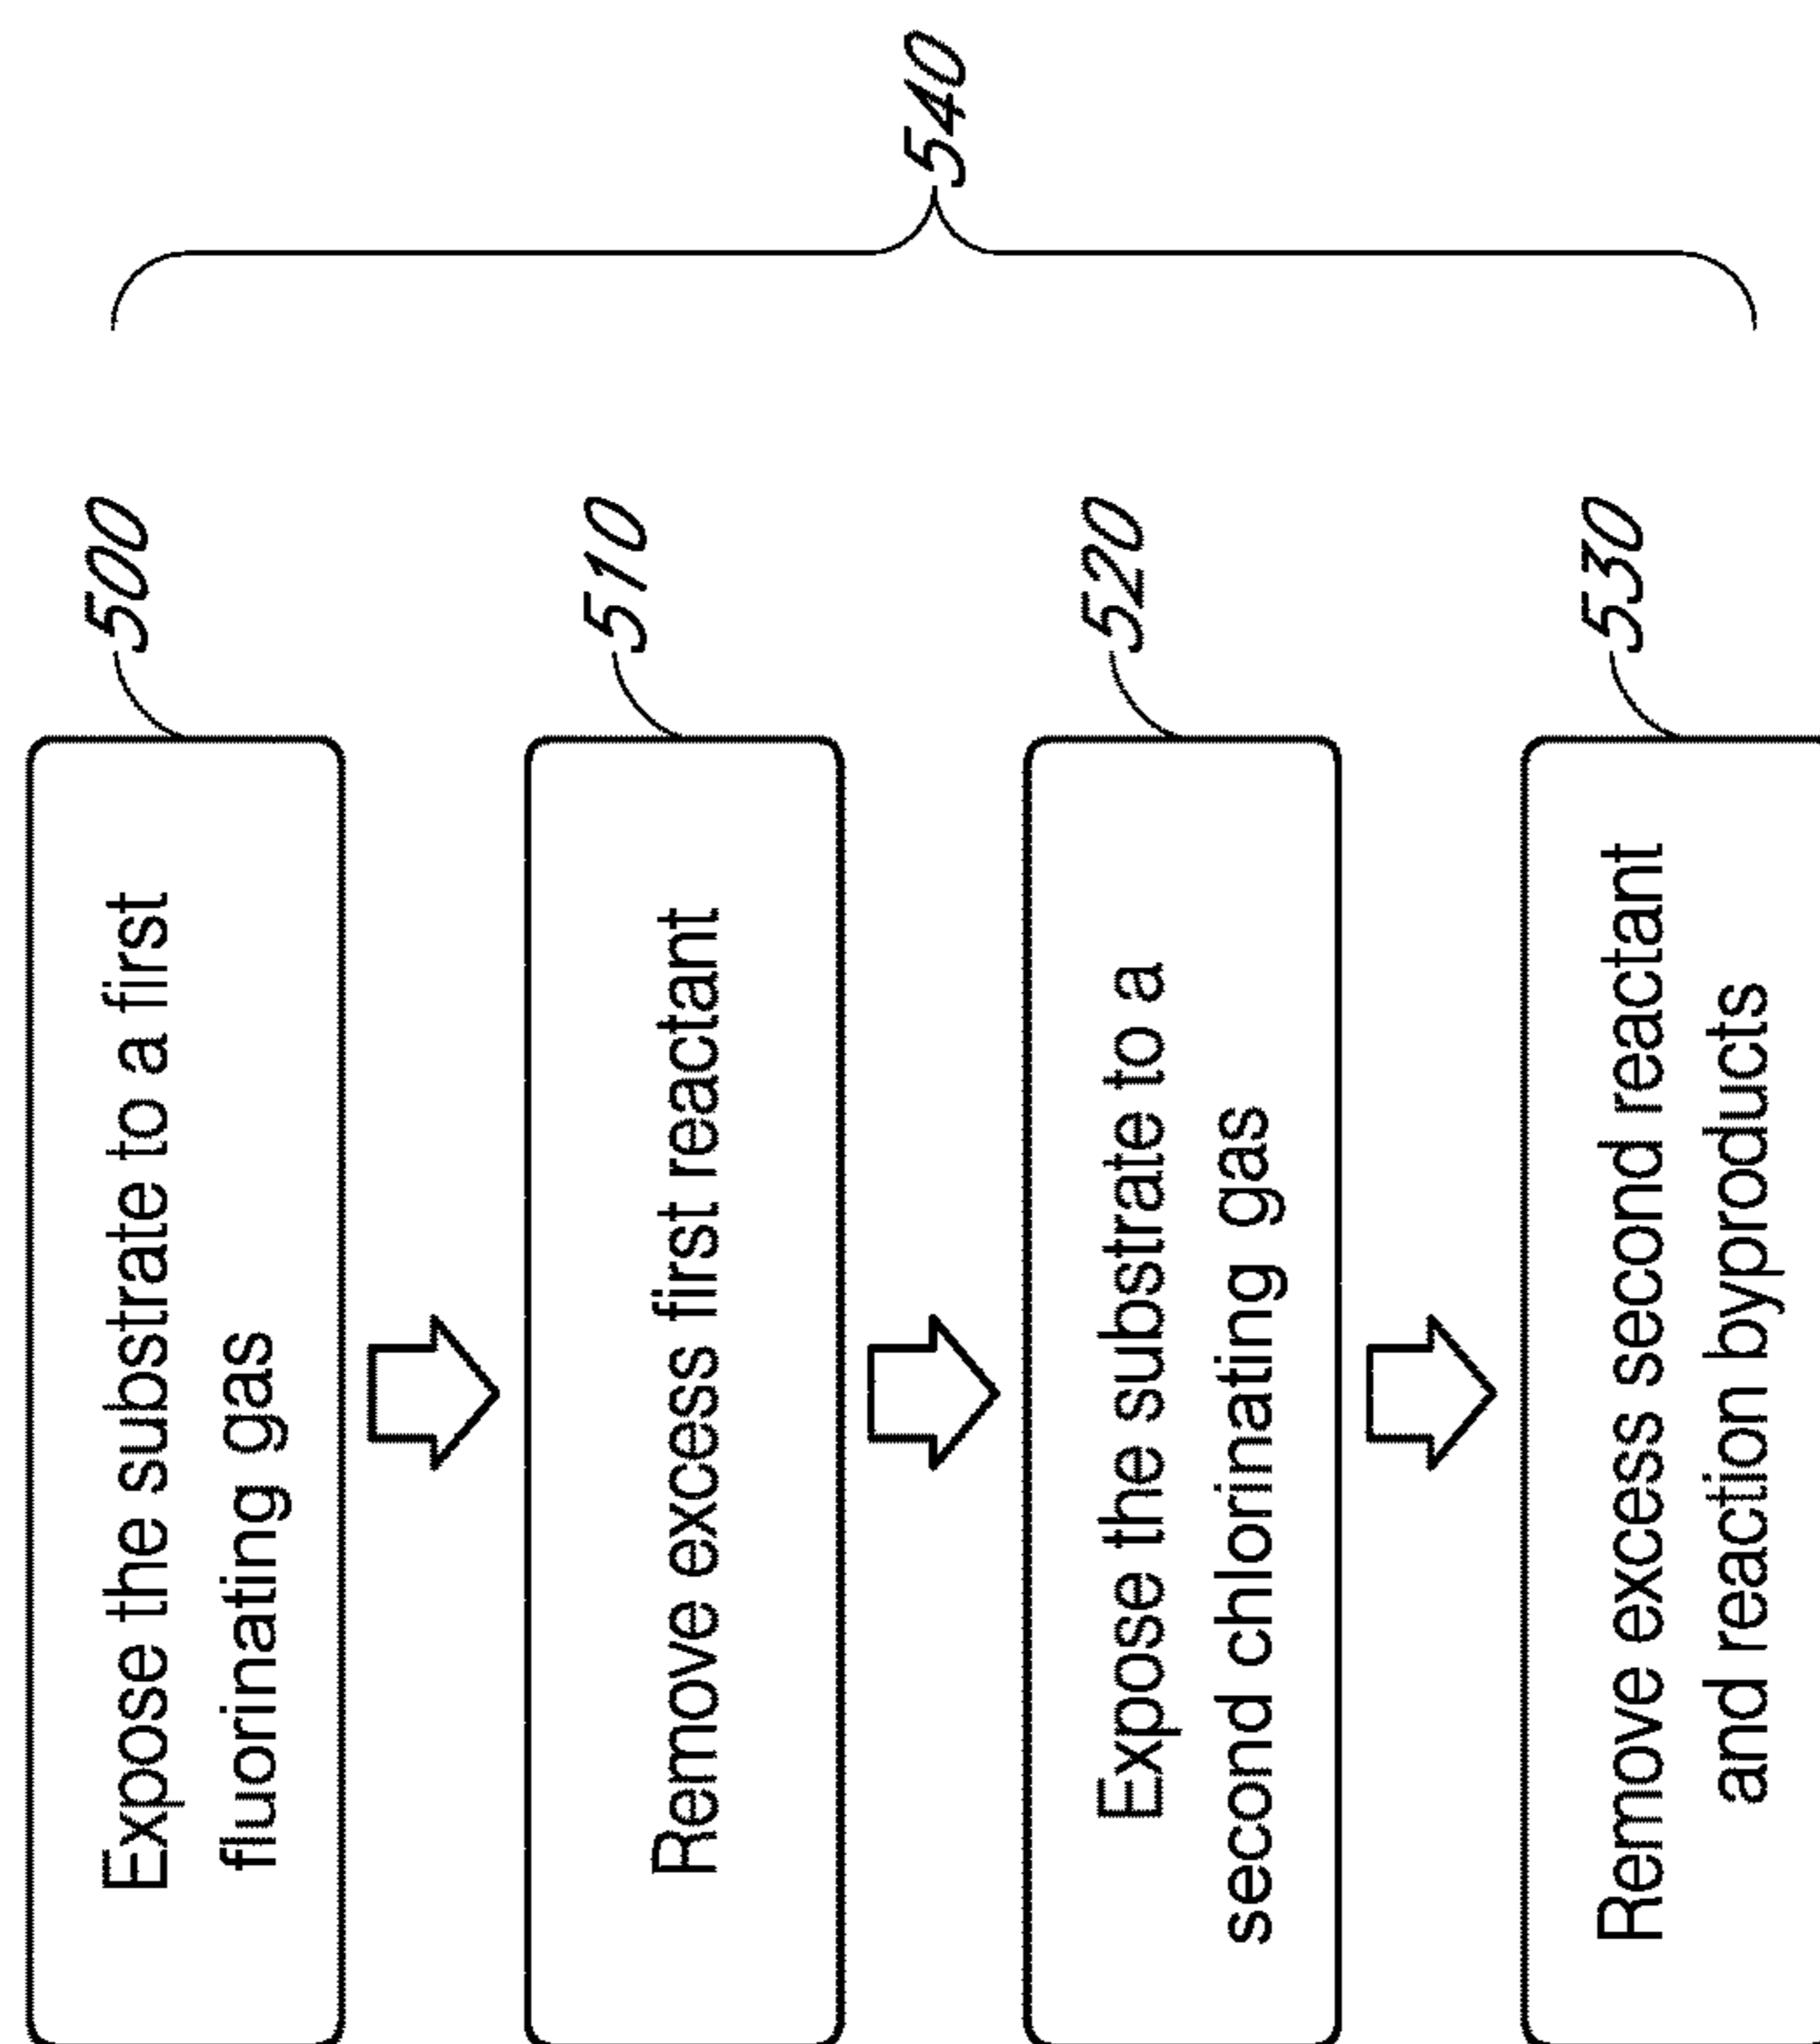 Expose the substrate to a first
fluorinating gas
500
Remove excess first reactant
510
Expose the substrate to a
second chlorinating gas
520
Remove excess second reactant
and reaction byproducts
530
540